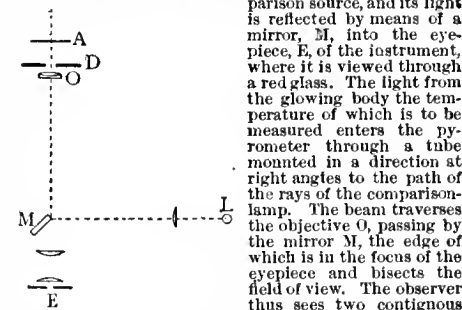 parison source, and its light
is reflected by means of a
mirror, M, into the eye-
piece, E, of the instrument,
where it is viewed through
a red glass. The light from
the glowing body the tem-
perature of which is to be
measured enters the py-
rometer through a tube
mounted in a direction at
right angles to the path of
the rays of the comparison-
lamp. The beam traverses
the objective O, passing by
the mirror M, the edge of
which is in the focus of the
eyepiece and bisects the
field of view. The observer
thus sees two contiguous
A
D
O
L
M
E